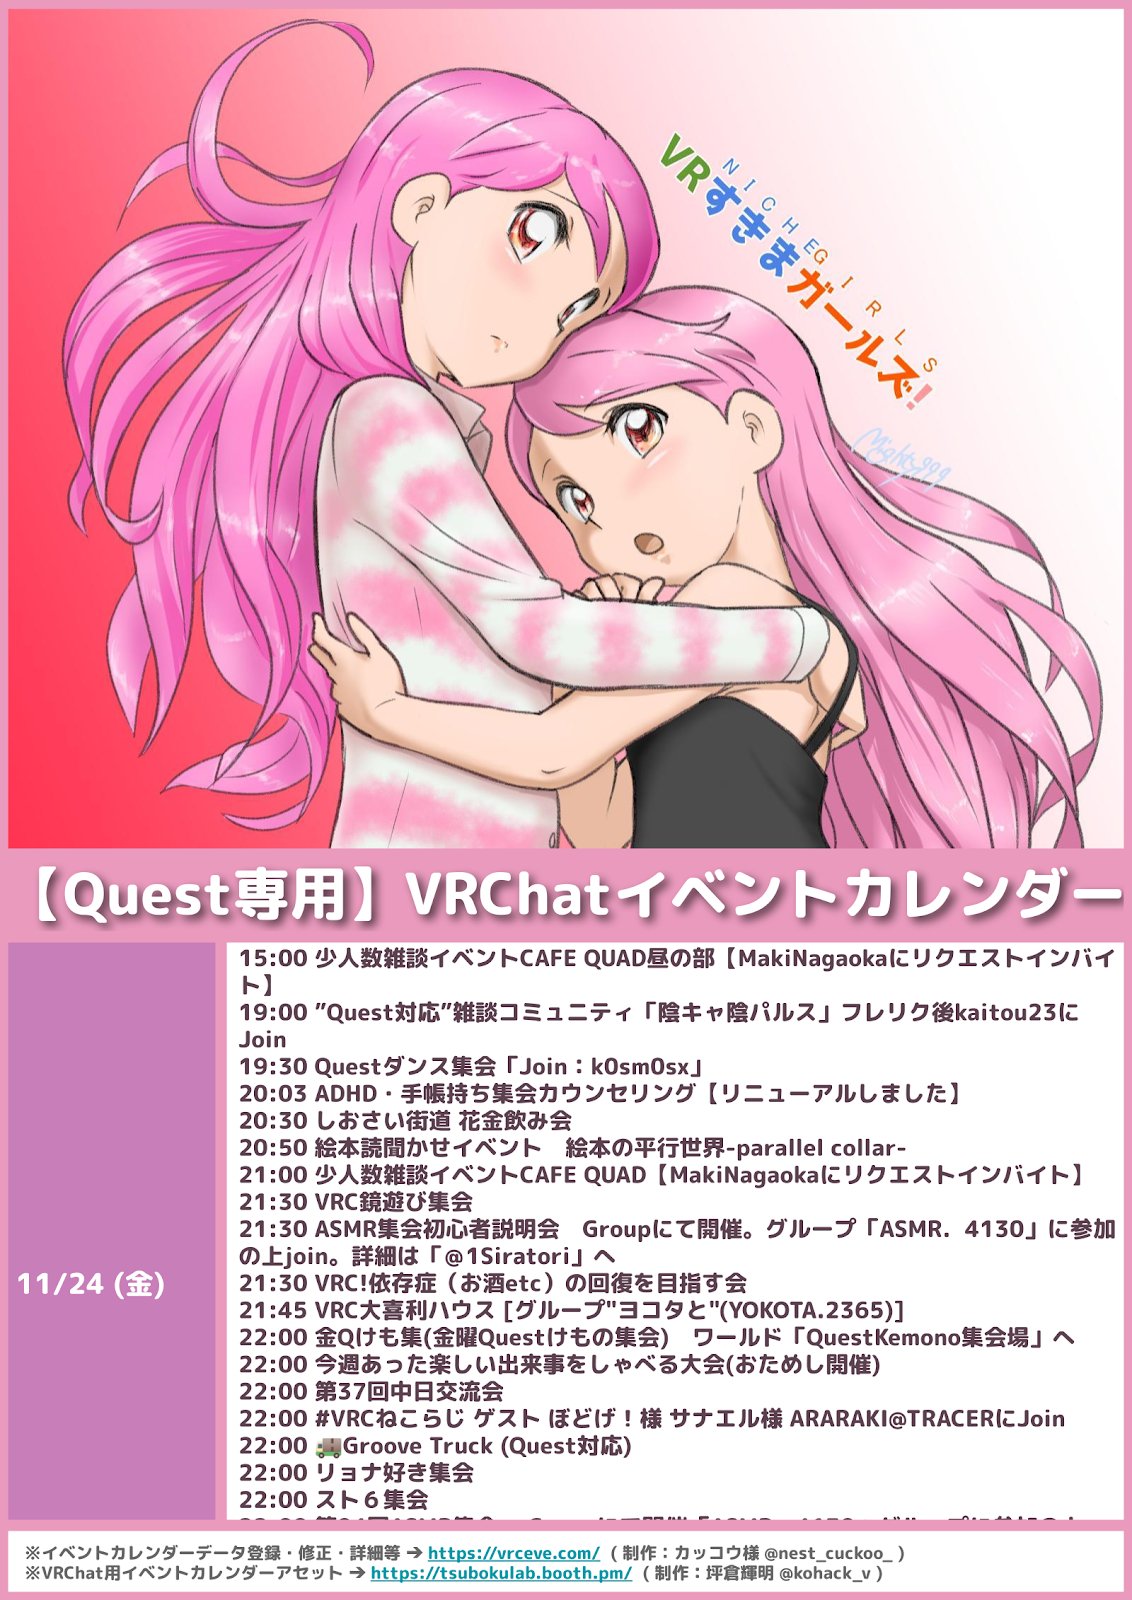 VRすきまガールズ!
NICHEGIRLS
Mighty999
【Quest専用】VRChatイベントカレンダー
11/24 (金)
15:00 少人数雑談イベントCAFE QUAD昼の部【MakiNagaokaにリクエストインバイ
ト】
19:00 ”Quest対応”雑談コミュニティ「陰キャ陰パルス」フレリク後kaitou23に
Join
19:30 Questダンス集会「Join：k0sm0sx」
20:03 ADHD・手帳持ち集会カウンセリング【リニューアルしました】
20:30 しおさい街道 花金飲み会
20:50 絵本読聞かせイベント　絵本の平行世界-parallel collar-
21:00 少人数雑談イベントCAFE QUAD【MakiNagaokaにリクエストインバイト】
21:30 VRC鏡遊び集会
21:30 ASMR集会初心者説明会　Groupにて開催。グループ「ASMR．4130」に参加
の上join。詳細は「＠1Siratori」へ
21:30 VRC!依存症（お酒etc）の回復を目指す会
21:45 VRC大喜利ハウス [グループ"ヨコタと"(YOKOTA.2365)]
22:00 金Qけも集(金曜Questけもの集会)　ワールド「QuestKemono集会場」へ
22:00 今週あった楽しい出来事をしゃべる大会(おためし開催)
22:00 第37回中日交流会
22:00 #VRCねこらじ ゲスト ぼどげ！様 サナエル様 ARARAKI@TRACERにJoin
22:00 🚚Groove Truck (Quest対応)
22:00 リョナ好き集会
22:00 スト６集会
※イベントカレンダーデータ登録・修正・詳細等 ➔ https://vrceve.com/ （制作：カッコウ様 @nest_cuckoo_）
※VRChat用イベントカレンダーアセット ➔ https://tsubokulab.booth.pm/ （制作：坪倉輝明 @kohack_v）